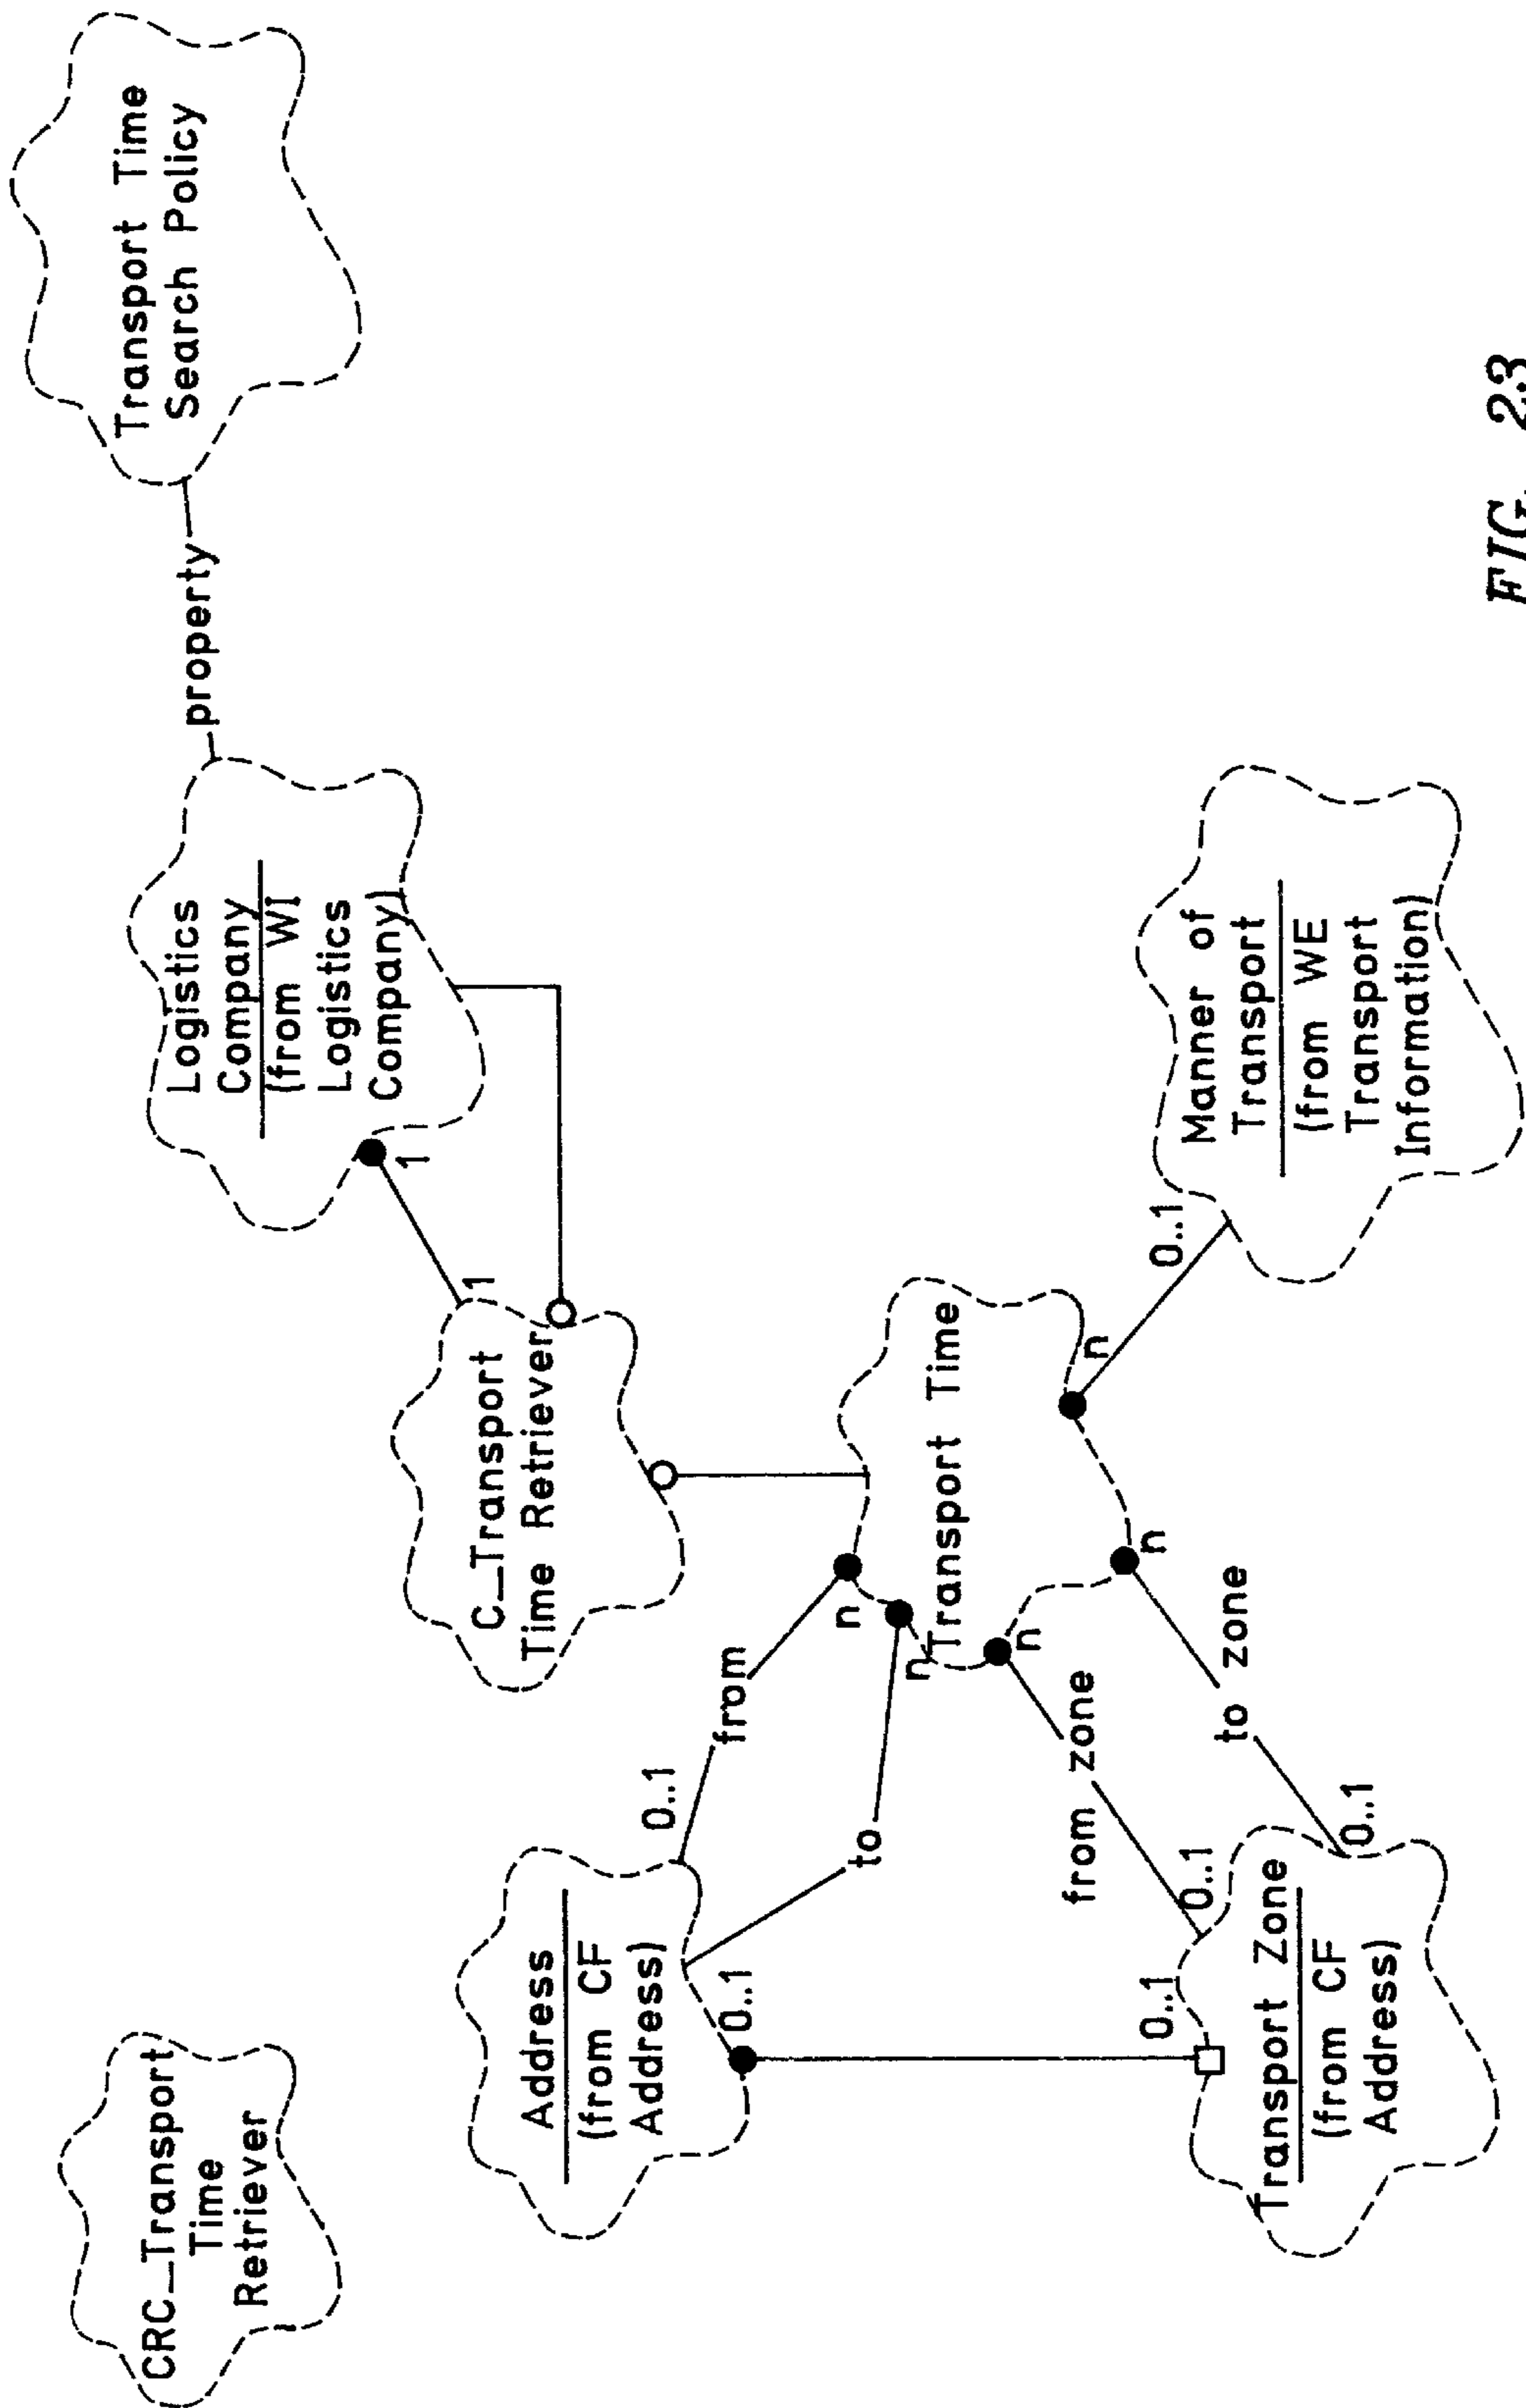 CRC_Transport
Time
Retriever
Address
(from CF
Address)
0..1
0..1
Transport Zone
(from CF
Address)
0..1
from
to
from zone
0..1
to zone
0..1
n
n
n
n
n
Transport Time
C_Transport
Time Retriever
1
1
Logistics
Company
(from WI
Logistics
Company)
property
Transport Time
Search Policy
0..1
Manner of
Transport
(from WE
Transport
Information)
FIG. 23